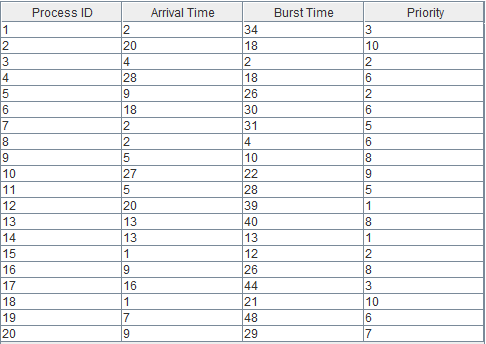 Process ID Arrival Time Burst Time Priority
1 2 34 3
2 20 18 10
3 4 2 2
4 28 18 6
5 9 26 2
6 18 30 6
7 2 31 5
8 2 4 6
9 5 10 8
10 27 22 9
11 5 28 5
12 20 39 1
13 13 40 8
14 13 13 1
15 1 12 2
16 9 26 8
17 16 44 3
18 1 21 10
19 7 48 6
20 9 29 7